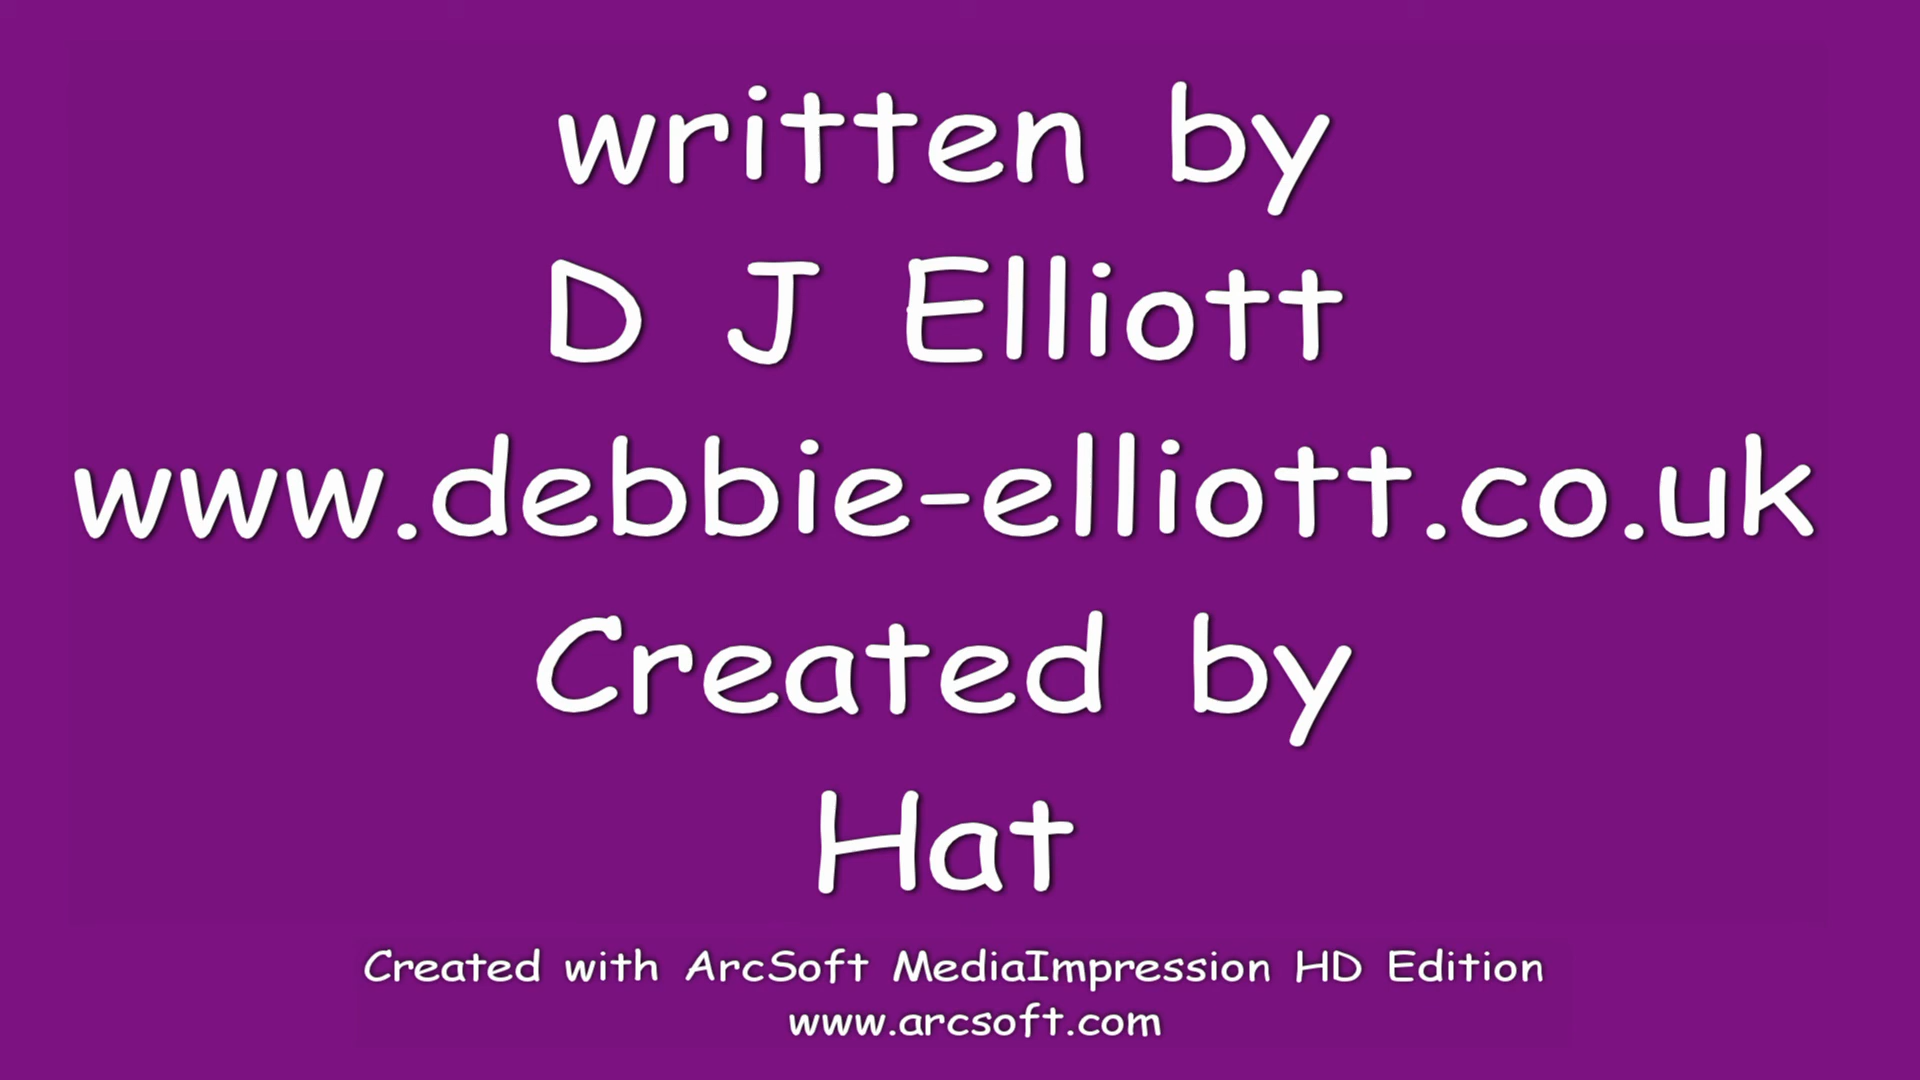 written by
D J Elliott
www.debbie-elliott.co.uk
Created by
Hat
Created with ArcSoft MediaImpression HD Edition
www.arcsoft.com